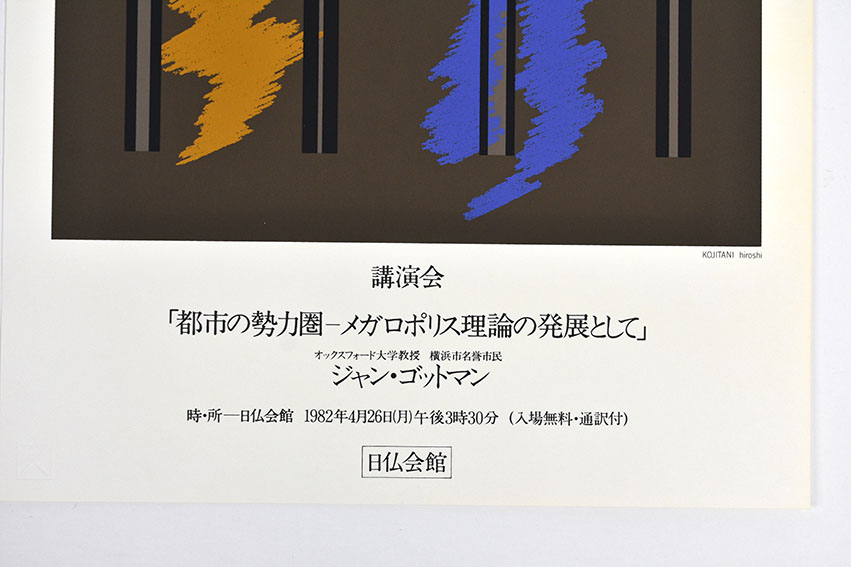 KOJITANI hiroshi
講演会
「都市の勢力圏－メガロポリス理論の発展として」
オックスフォード大学教授 横浜市名誉市民
ジャン・ゴットマン
時・所―日仏会館 1982年4月26日(月)午後3時30分 (入場無料・通訳付)
日仏会館